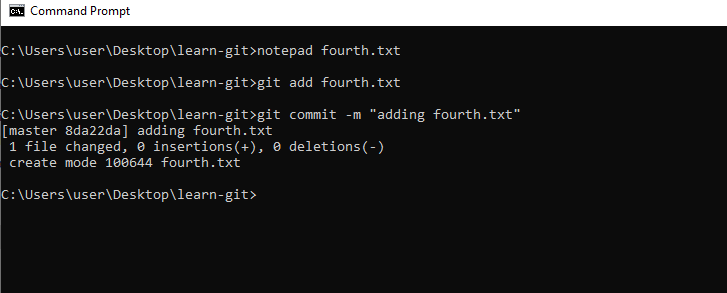 Command Prompt
C:\Users\user\Desktop\learn-git>notepad fourth.txt
C:\Users\user\Desktop\learn-git>git add fourth.txt
C:\Users\user\Desktop\learn-git>git commit -m "adding fourth.txt"
[master 8da22da] adding fourth.txt
 1 file changed, 0 insertions(+), 0 deletions(-)
 create mode 100644 fourth.txt
C:\Users\user\Desktop\learn-git>